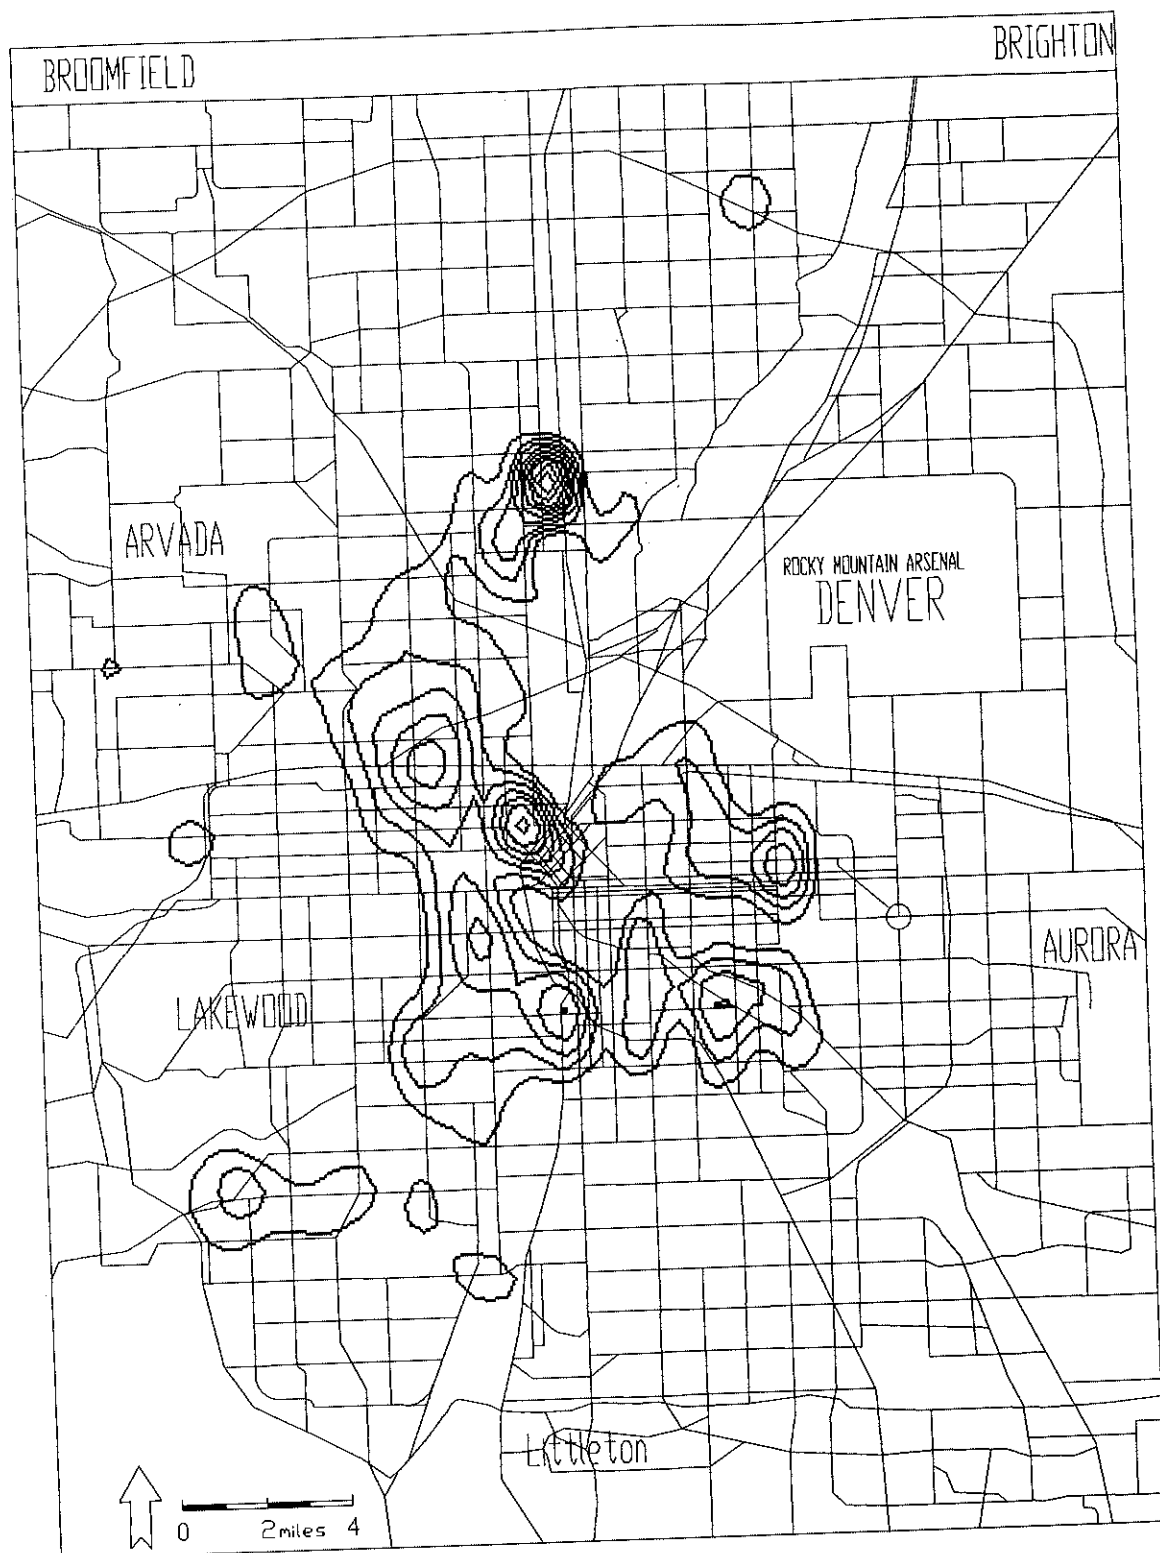 BROOMFIELD
BRIGHTON
ARVADA
ROCKY MOUNTAIN ARSENAL
DENVER
AURORA
LAKEWOOD
Littleton
0 2miles 4